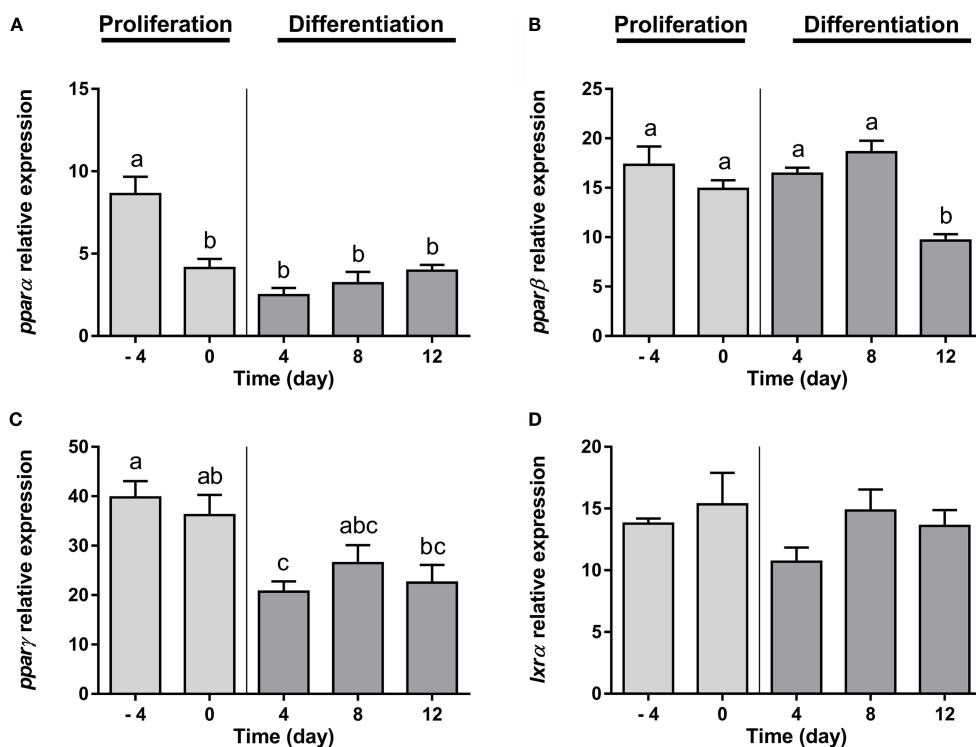 A
Proliferation Differentiation
pparα relative expression
15
10
5
0
a
b
b
b
b
- 4 0 4 8 12
Time (day)
B
Proliferation Differentiation
pparβ relative expression
25
20
15
10
5
0
a
a
a
a
b
- 4 0 4 8 12
Time (day)
C
pparγ relative expression
50
40
30
20
10
0
a
ab
c
abc
bc
- 4 0 4 8 12
Time (day)
D
lxrα relative expression
20
15
10
5
0
- 4 0 4 8 12
Time (day)